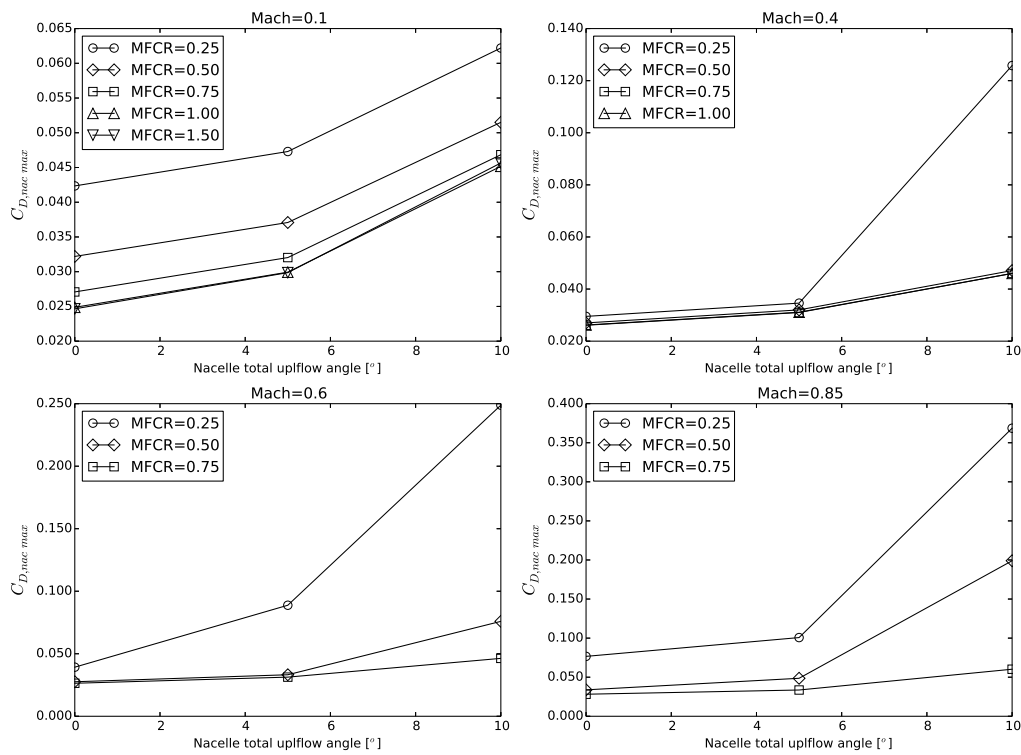 Mach=0.1
0.065
0.060
0.055
0.050
0.045
0.040
0.035
0.030
0.025
0.020
C_{D,nac max}
MFCR=0.25
MFCR=0.50
MFCR=0.75
MFCR=1.00
MFCR=1.50
0 2 4 6 8 10
Nacelle total uplflow angle [°]
Mach=0.4
0.140
0.120
0.100
0.080
0.060
0.040
0.020
C_{D,nac max}
MFCR=0.25
MFCR=0.50
MFCR=0.75
MFCR=1.00
0 2 4 6 8 10
Nacelle total uplflow angle [°]
Mach=0.6
0.250
0.200
0.150
0.100
0.050
0.000
C_{D,nac max}
MFCR=0.25
MFCR=0.50
MFCR=0.75
0 2 4 6 8 10
Nacelle total uplflow angle [°]
Mach=0.85
0.400
0.350
0.300
0.250
0.200
0.150
0.100
0.050
0.000
C_{D,nac max}
MFCR=0.25
MFCR=0.50
MFCR=0.75
0 2 4 6 8 10
Nacelle total uplflow angle [°]